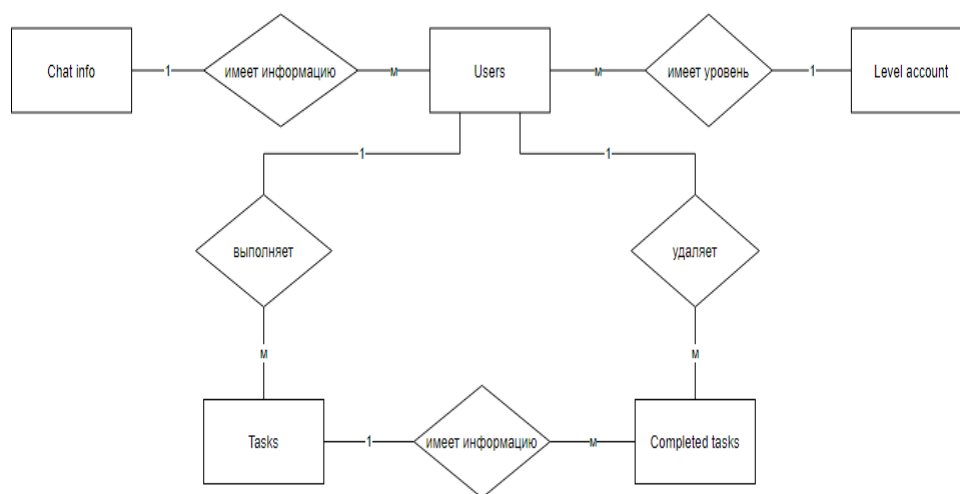 Chat info
1
имеет информацию
м
Users
м
имеет уровень
1
Level account
1
1
выполняет
удаляет
м
м
Tasks
1
имеет информацию
м
Completed tasks